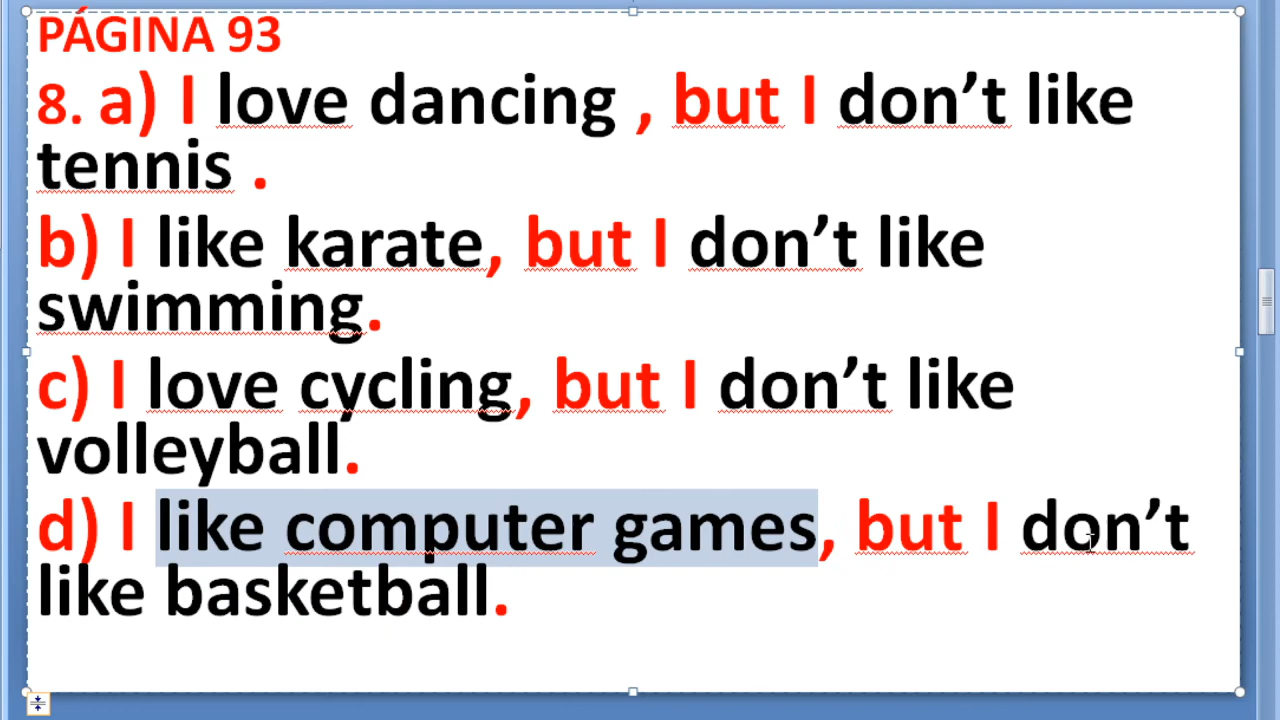 PÁGINA 93
8. a) I love dancing , but I don’t like
tennis .
b) I like karate, but I don’t like
swimming.
c) I love cycling, but I don’t like
volleyball.
d) I like computer games, but I don’t
like basketball.